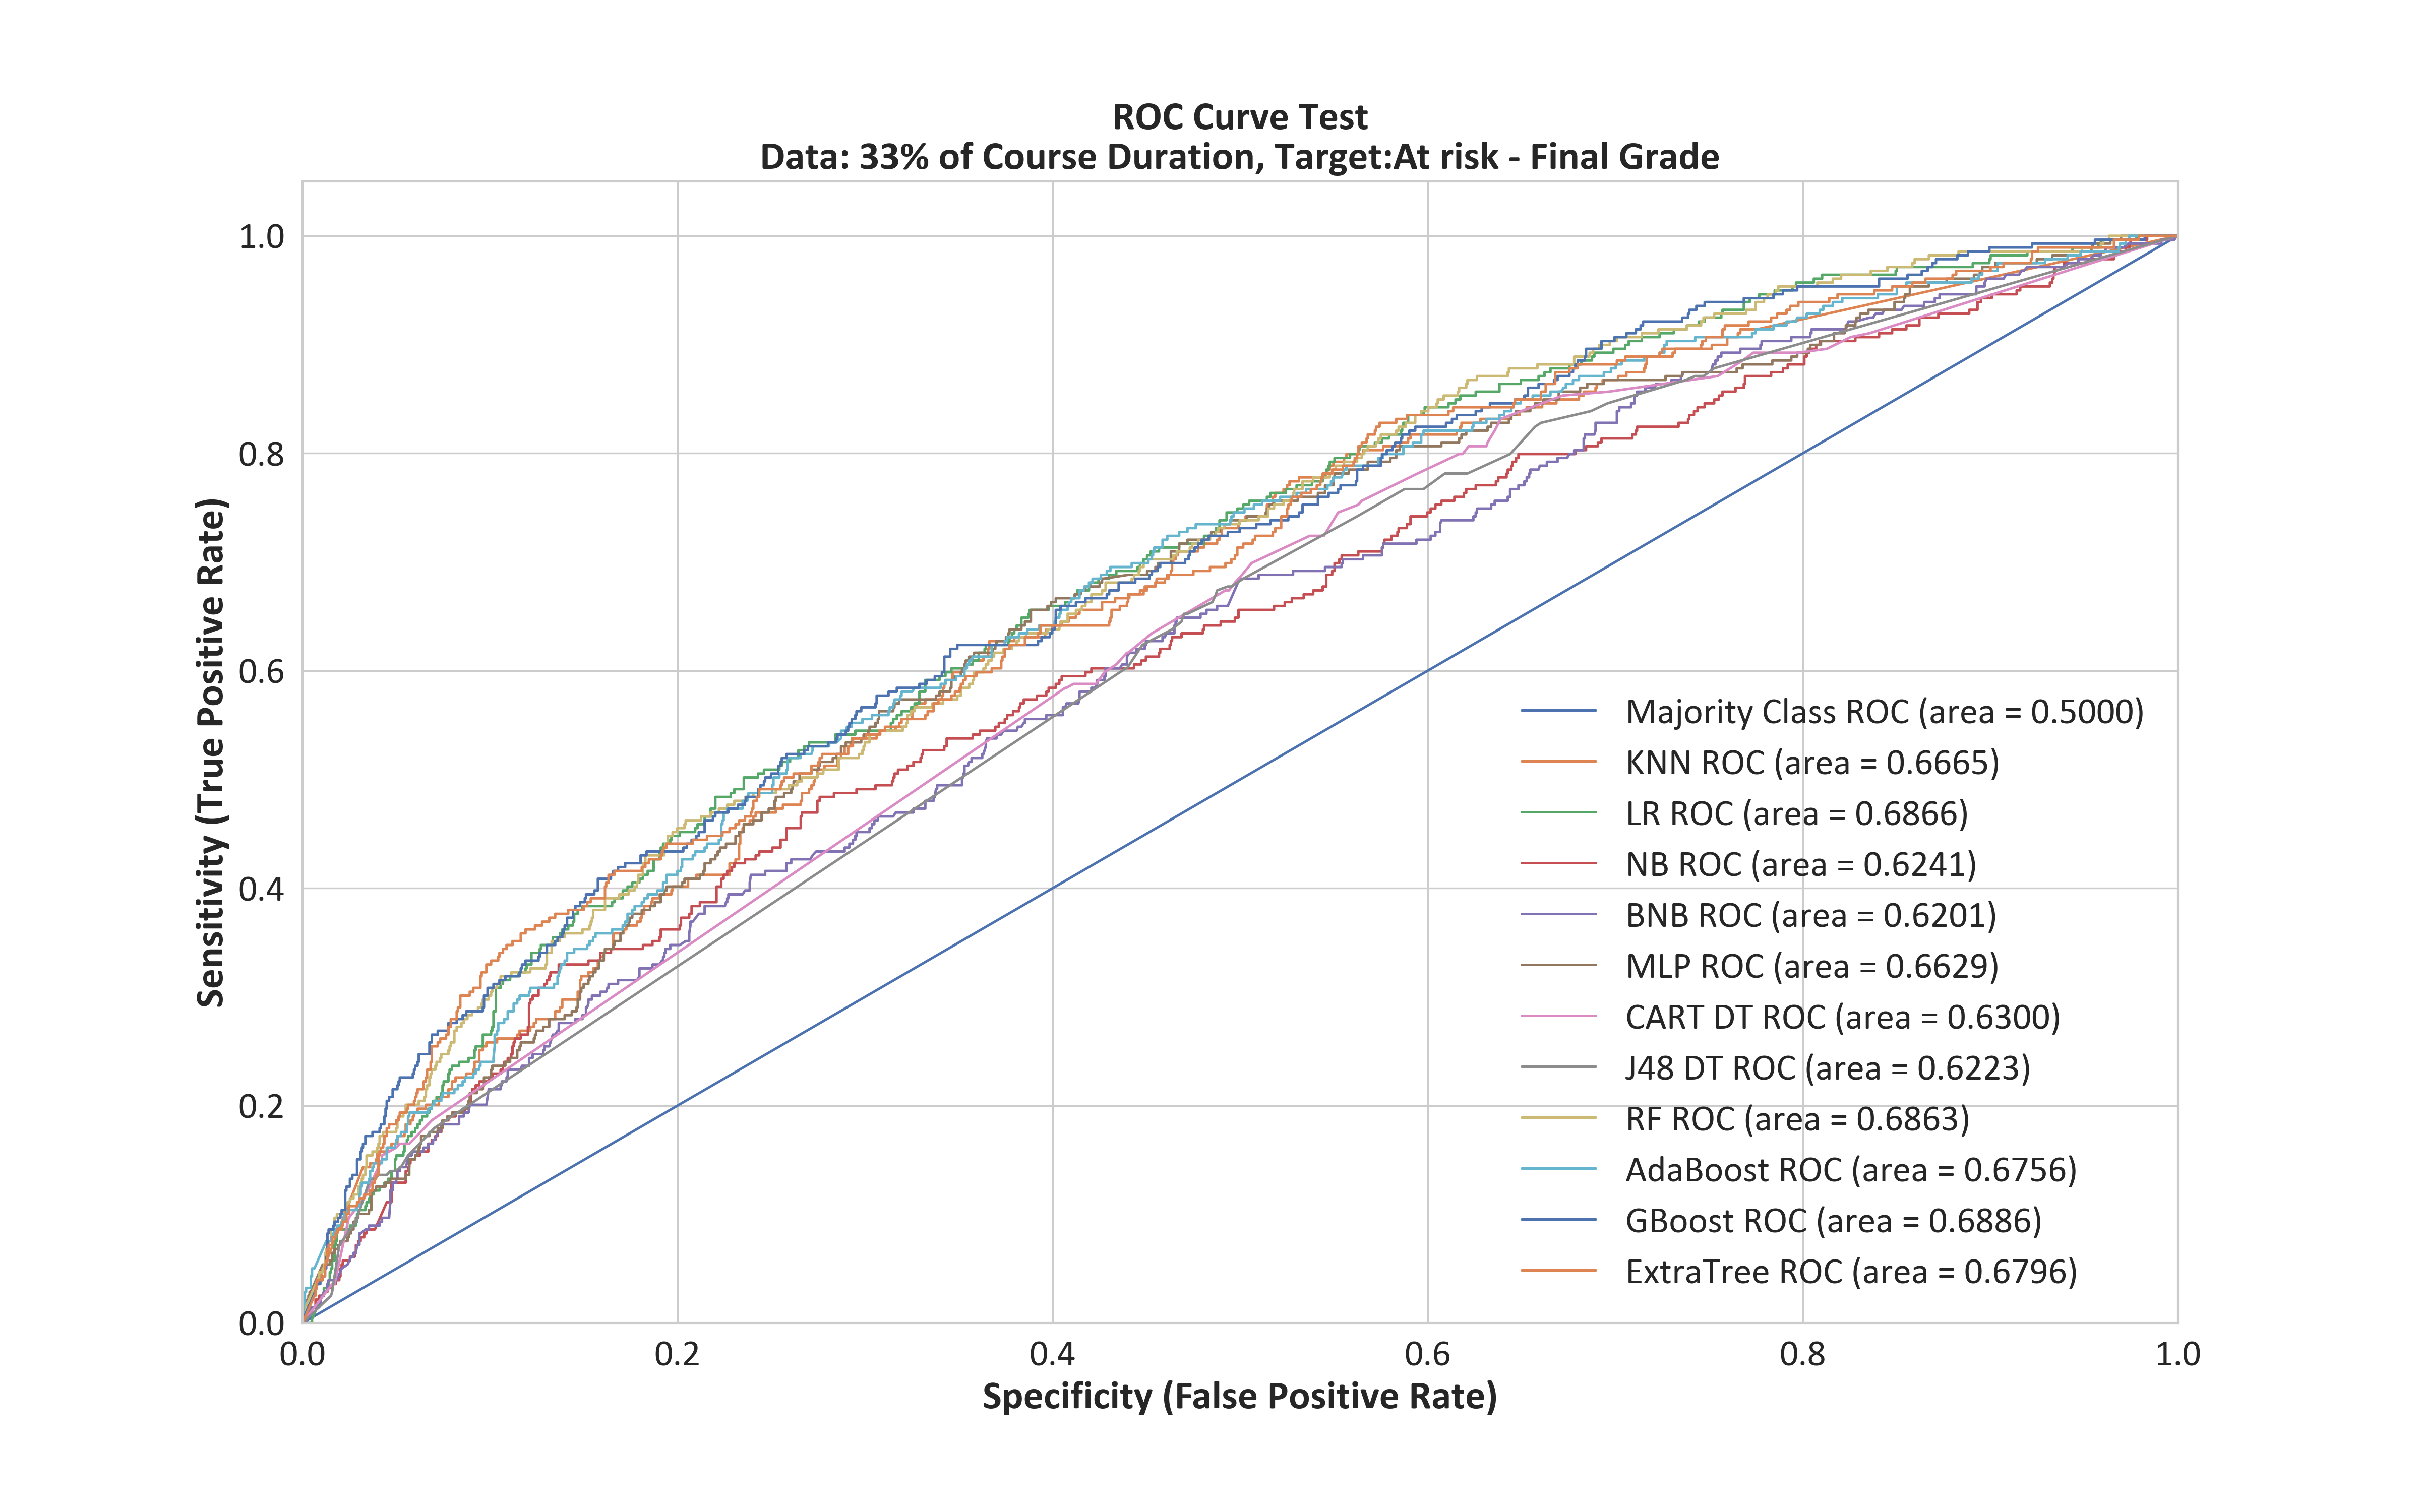 ROC Curve Test
Data: 33% of Course Duration, Target:At risk - Final Grade
Sensitivity (True Positive Rate)
1.0
0.8
0.6
0.4
0.2
0.0
0.0 0.2 0.4 0.6 0.8 1.0
Specificity (False Positive Rate)
Majority Class ROC (area = 0.5000)
KNN ROC (area = 0.6665)
LR ROC (area = 0.6866)
NB ROC (area = 0.6241)
BNB ROC (area = 0.6201)
MLP ROC (area = 0.6629)
CART DT ROC (area = 0.6300)
J48 DT ROC (area = 0.6223)
RF ROC (area = 0.6863)
AdaBoost ROC (area = 0.6756)
GBoost ROC (area = 0.6886)
ExtraTree ROC (area = 0.6796)